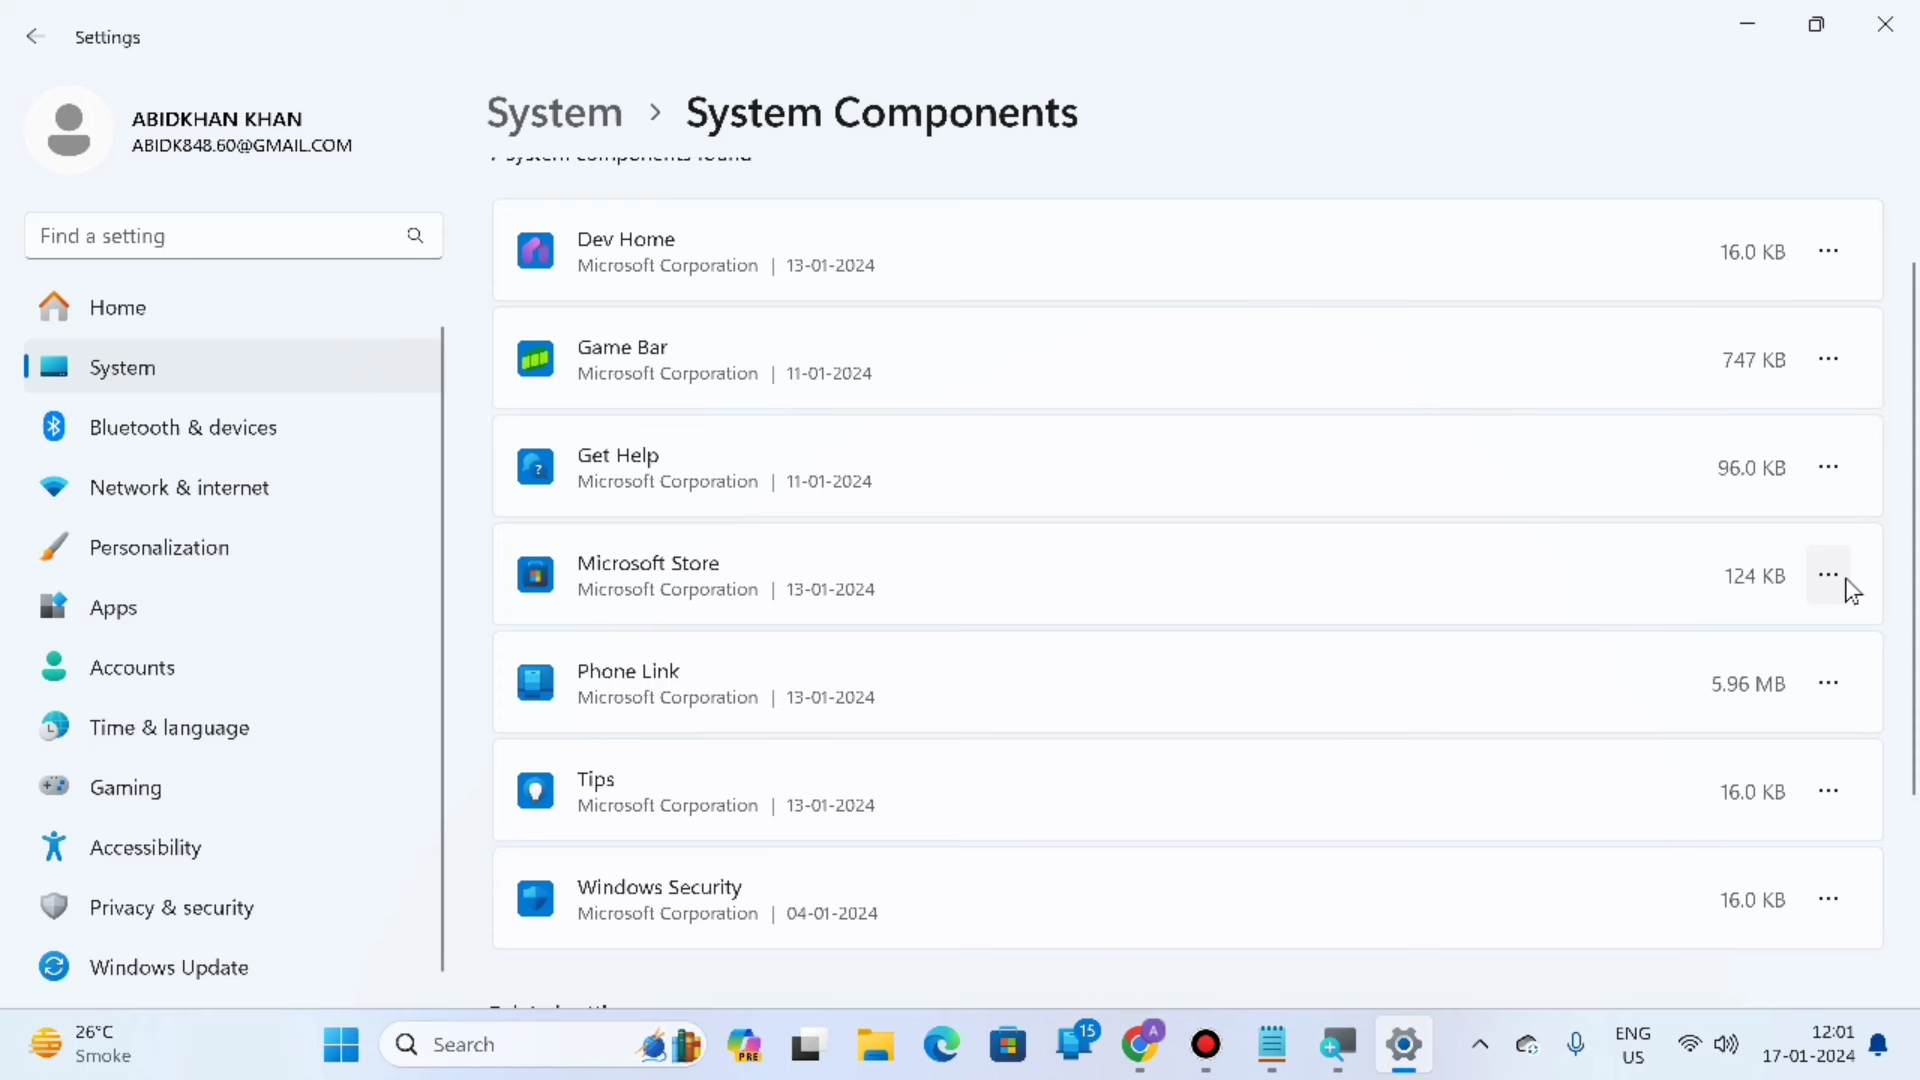 Settings
ABIDKHAN KHAN
ABIDK848.60@GMAIL.COM
Find a setting
Home
System
Bluetooth & devices
Network & internet
Personalization
Apps
Accounts
Time & language
Gaming
Accessibility
Privacy & security
Windows Update
System > System Components
7 system components found
Dev Home
Microsoft Corporation | 13-01-2024
16.0 KB
Game Bar
Microsoft Corporation | 11-01-2024
747 KB
Get Help
Microsoft Corporation | 11-01-2024
96.0 KB
Microsoft Store
Microsoft Corporation | 13-01-2024
124 KB
Phone Link
Microsoft Corporation | 13-01-2024
5.96 MB
Tips
Microsoft Corporation | 13-01-2024
16.0 KB
Windows Security
Microsoft Corporation | 04-01-2024
16.0 KB
26°C
Smoke
Search
PRE
15
A
ENG
US
12:01
17-01-2024